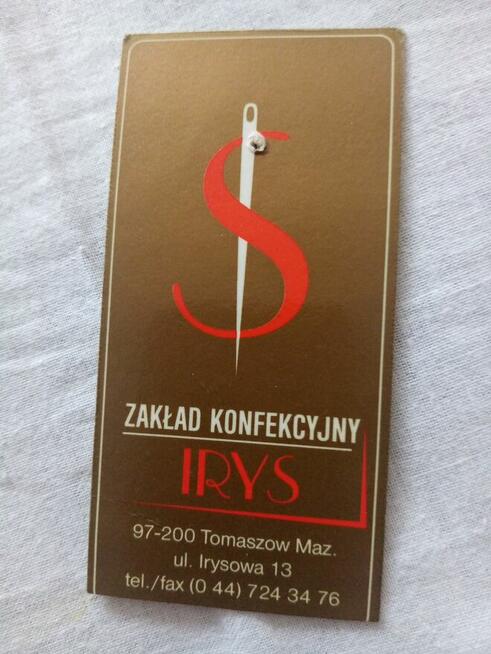 S
ZAKŁAD KONFEKCYJNY
IRYS
97-200 Tomaszow Maz.
ul. Irysowa 13
tel./fax (0 44) 724 34 76